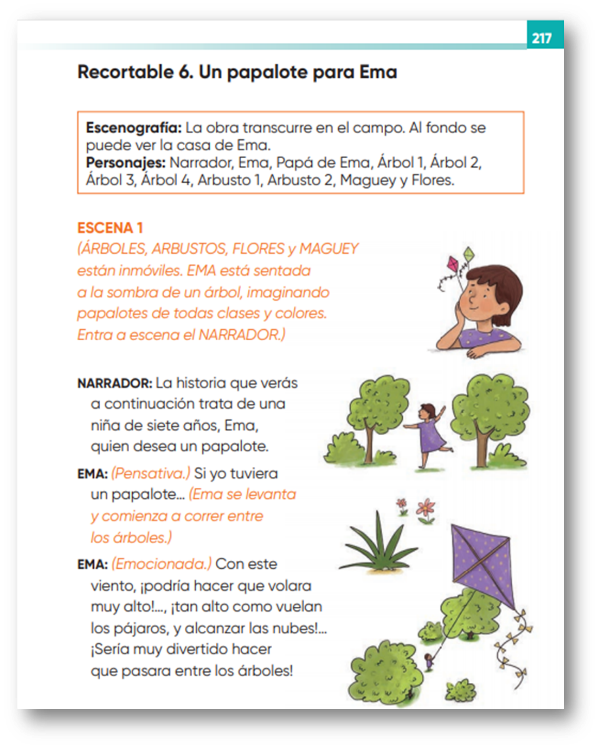 217
Recortable 6. Un papalote para Ema
Escenografía: La obra transcurre en el campo. Al fondo se
puede ver la casa de Ema.
Personajes: Narrador, Ema, Papá de Ema, Árbol 1, Árbol 2,
Árbol 3, Árbol 4, Arbusto 1, Arbusto 2, Maguey y Flores.
ESCENA 1
(ÁRBOLES, ARBUSTOS, FLORES y MAGUEY
están inmóviles. EMA está sentada
a la sombra de un árbol, imaginando
papalotes de todas clases y colores.
Entra a escena el NARRADOR.)
NARRADOR: La historia que verás
a continuación trata de una
niña de siete años, Ema,
quien desea un papalote.
EMA: (Pensativa.) Si yo tuviera
un papalote... (Ema se levanta
y comienza a correr entre
los árboles.)
EMA: (Emocionada.) Con este
viento, ¡podría hacer que volara
muy alto!..., ¡tan alto como vuelan
los pájaros, y alcanzar las nubes!...
¡Sería muy divertido hacer
que pasara entre los árboles!